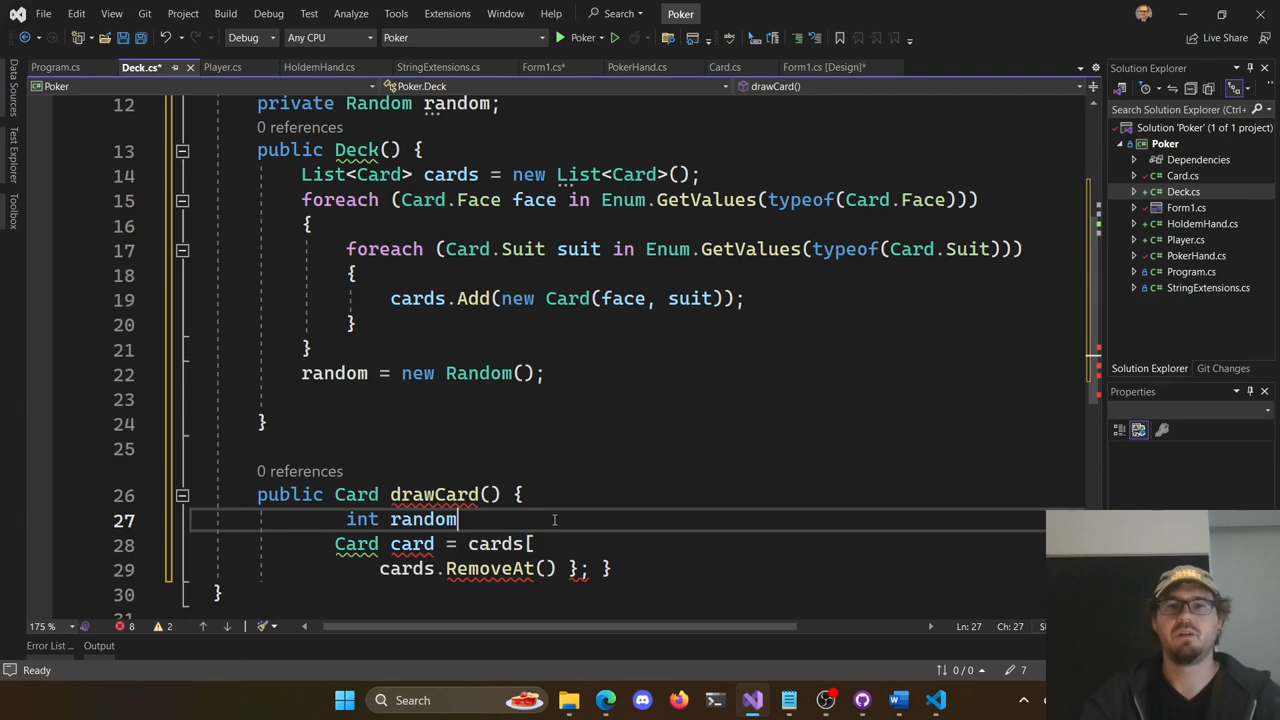 File Edit View Git Project Build Debug Test Analyze Tools Extensions Window Help Search Poker
Debug Any CPU Poker Poker Live Share
Program.cs Deck.cs* Player.cs HoldemHand.cs StringExtensions.cs Form1.cs* PokerHand.cs Card.cs Form1.cs [Design]*
Poker Poker.Deck drawCard()
Data Sources
Test Explorer
Toolbox
12 private Random random;
0 references
13 public Deck() {
14 List<Card> cards = new List<Card>();
15 foreach (Card.Face face in Enum.GetValues(typeof(Card.Face)))
16 {
17 foreach (Card.Suit suit in Enum.GetValues(typeof(Card.Suit)))
18 {
19 cards.Add(new Card(face, suit));
20 }
21 }
22 random = new Random();
23
24 }
25
0 references
26 public Card drawCard() {
27 int random
28 Card card = cards[
29 cards.RemoveAt() }; }
30 }
31
175 % 8 2 Ln: 27 Ch: 27
Error List ... Output
Ready 0 / 0 7
Solution Explorer
Search Solution Explorer (Ctrl+
Solution 'Poker' (1 of 1 project)
Poker
Dependencies
Card.cs
Deck.cs
Form1.cs
HoldemHand.cs
Player.cs
PokerHand.cs
Program.cs
StringExtensions.cs
Solution Explorer Git Changes
Properties
Search